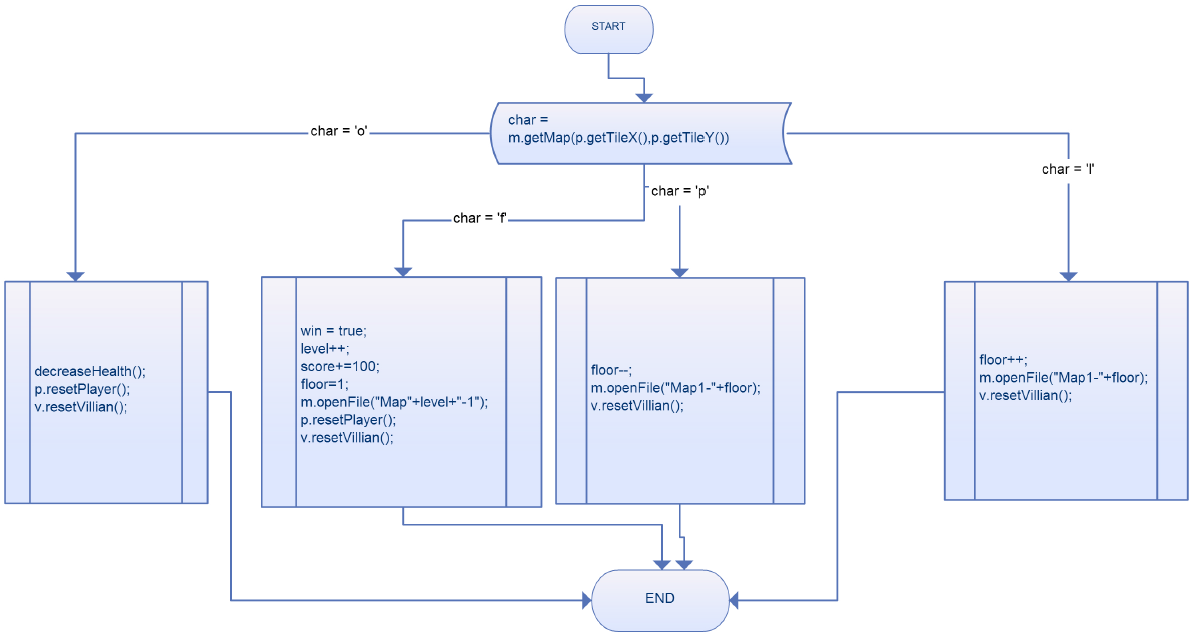 START
char =
m.getMap(p.getTileX(),p.getTileY())
char = 'o'
char = 'l'
char = 'p'
char = 'f'
decreaseHealth();
p.resetPlayer();
v.resetVillian();
win = true;
level++;
score+=100;
floor=1;
m.openFile("Map"+level+"-1");
p.resetPlayer();
v.resetVillian();
floor--;
m.openFile("Map1-"+floor);
v.resetVillian();
floor++;
m.openFile("Map1-"+floor);
v.resetVillian();
END